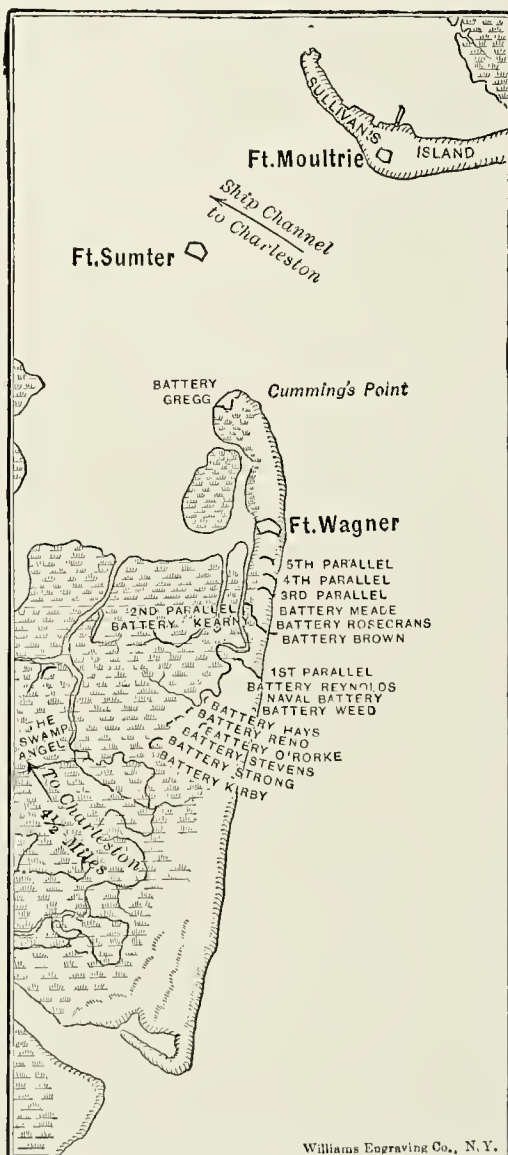 SULLIVAN'S
ISLAND
Ft.Moultrie
Ship Channel
to Charleston
Ft.Sumter
BATTERY
GREGG
Cumming's Point
Ft.Wagner
5TH PARALLEL
4TH PARALLEL
3RD PARALLEL
2ND PARALLEL
BATTERY KEARN
BATTERY MEADE
BATTERY ROSECRANS
BATTERY BROWN
1ST PARALLEL
BATTERY REYNOLDS
NAVAL BATTERY
BATTERY WEED
BATTERY HAYS
BATTERY RENO
BATTERY O'RORKE
BATTERY STEVENS
BATTERY STRONG
BATTERY KIRBY
THE
SWAMP
ANGEL
To Charleston
4½ Miles
Williams Engraving Co., N.Y.